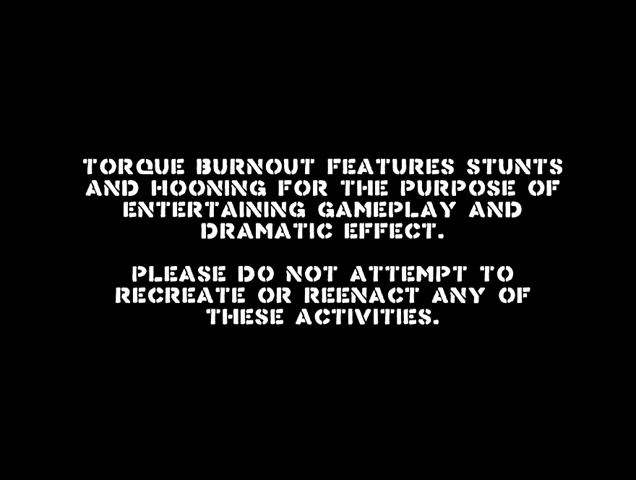 TORQUE BURNOUT FEATURES STUNTS
AND HOONING FOR THE PURPOSE OF
ENTERTAINING GAMEPLAY AND
DRAMATIC EFFECT.
PLEASE DO NOT ATTEMPT TO
RECREATE OR REENACT ANY OF
THESE ACTIVITIES.